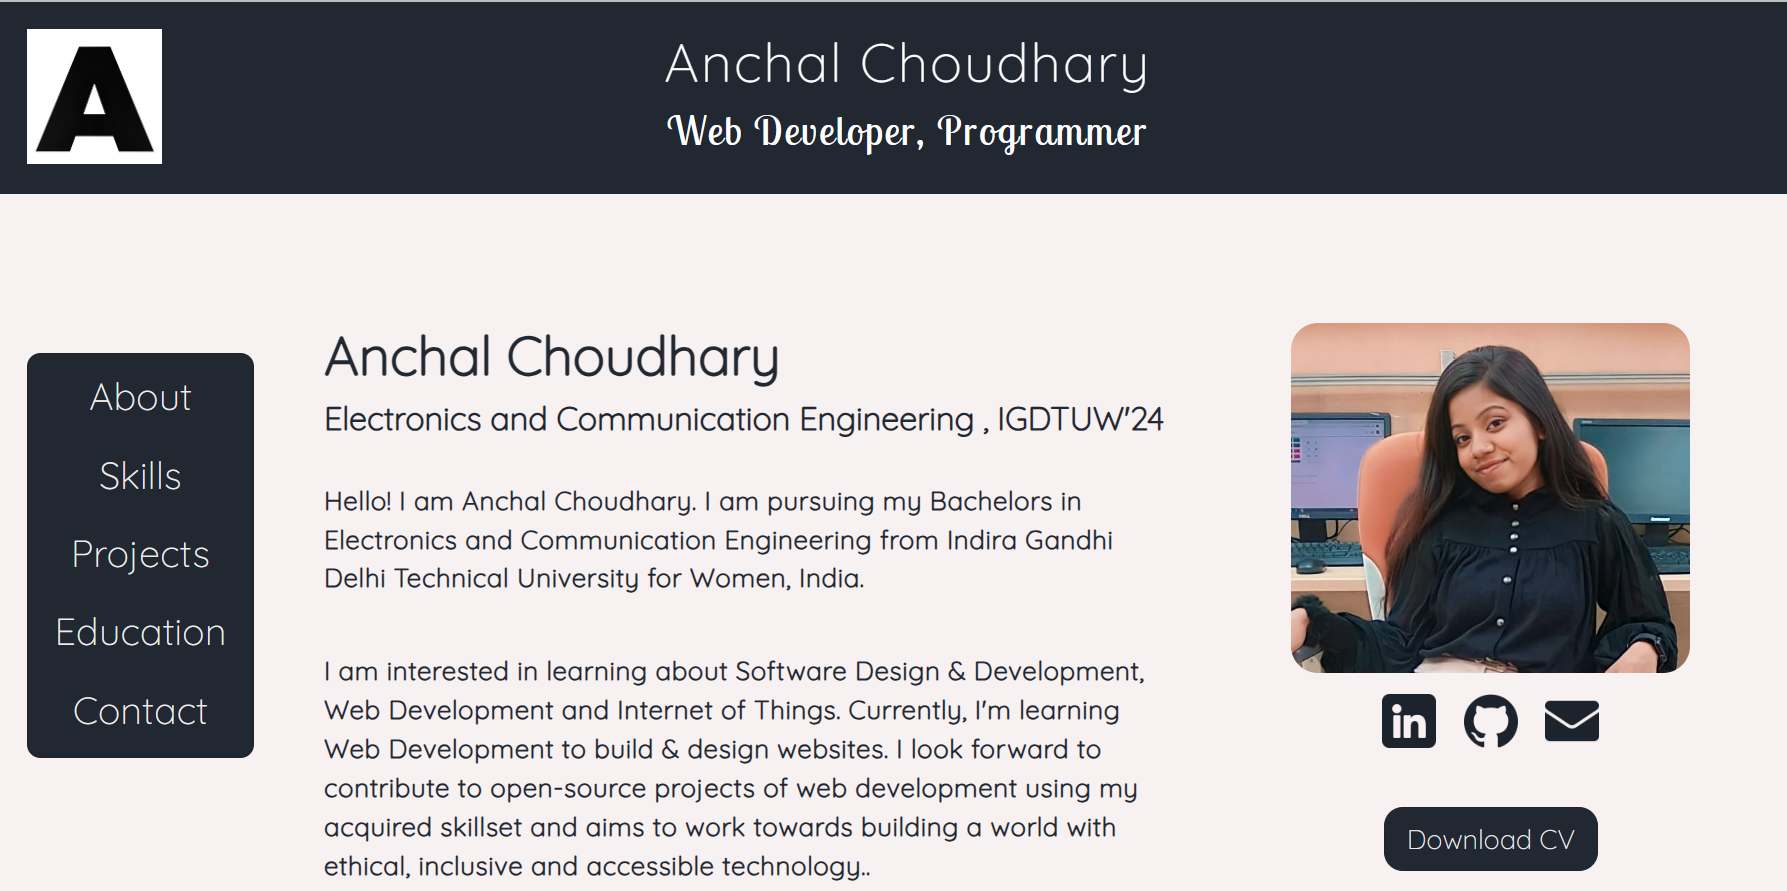 A
Anchal Choudhary
Web Developer, Programmer
About
Skills
Projects
Education
Contact
Anchal Choudhary
Electronics and Communication Engineering , IGDTUW'24
Hello! I am Anchal Choudhary. I am pursuing my Bachelors in
Electronics and Communication Engineering from Indira Gandhi
Delhi Technical University for Women, India.
I am interested in learning about Software Design & Development,
Web Development and Internet of Things. Currently, I'm learning
Web Development to build & design websites. I look forward to
contribute to open-source projects of web development using my
acquired skillset and aims to work towards building a world with
ethical, inclusive and accessible technology..
in
Download CV